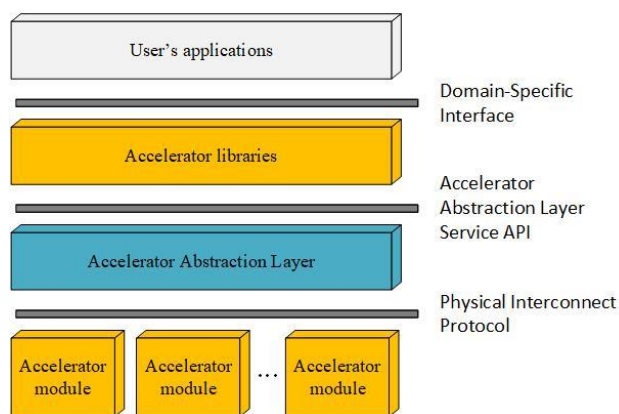 User's applications
Domain-Specific
Interface
Accelerator libraries
Accelerator
Abstraction Layer
Service API
Accelerator Abstraction Layer
Physical Interconnect
Protocol
Accelerator
module
Accelerator
module
...
Accelerator
module